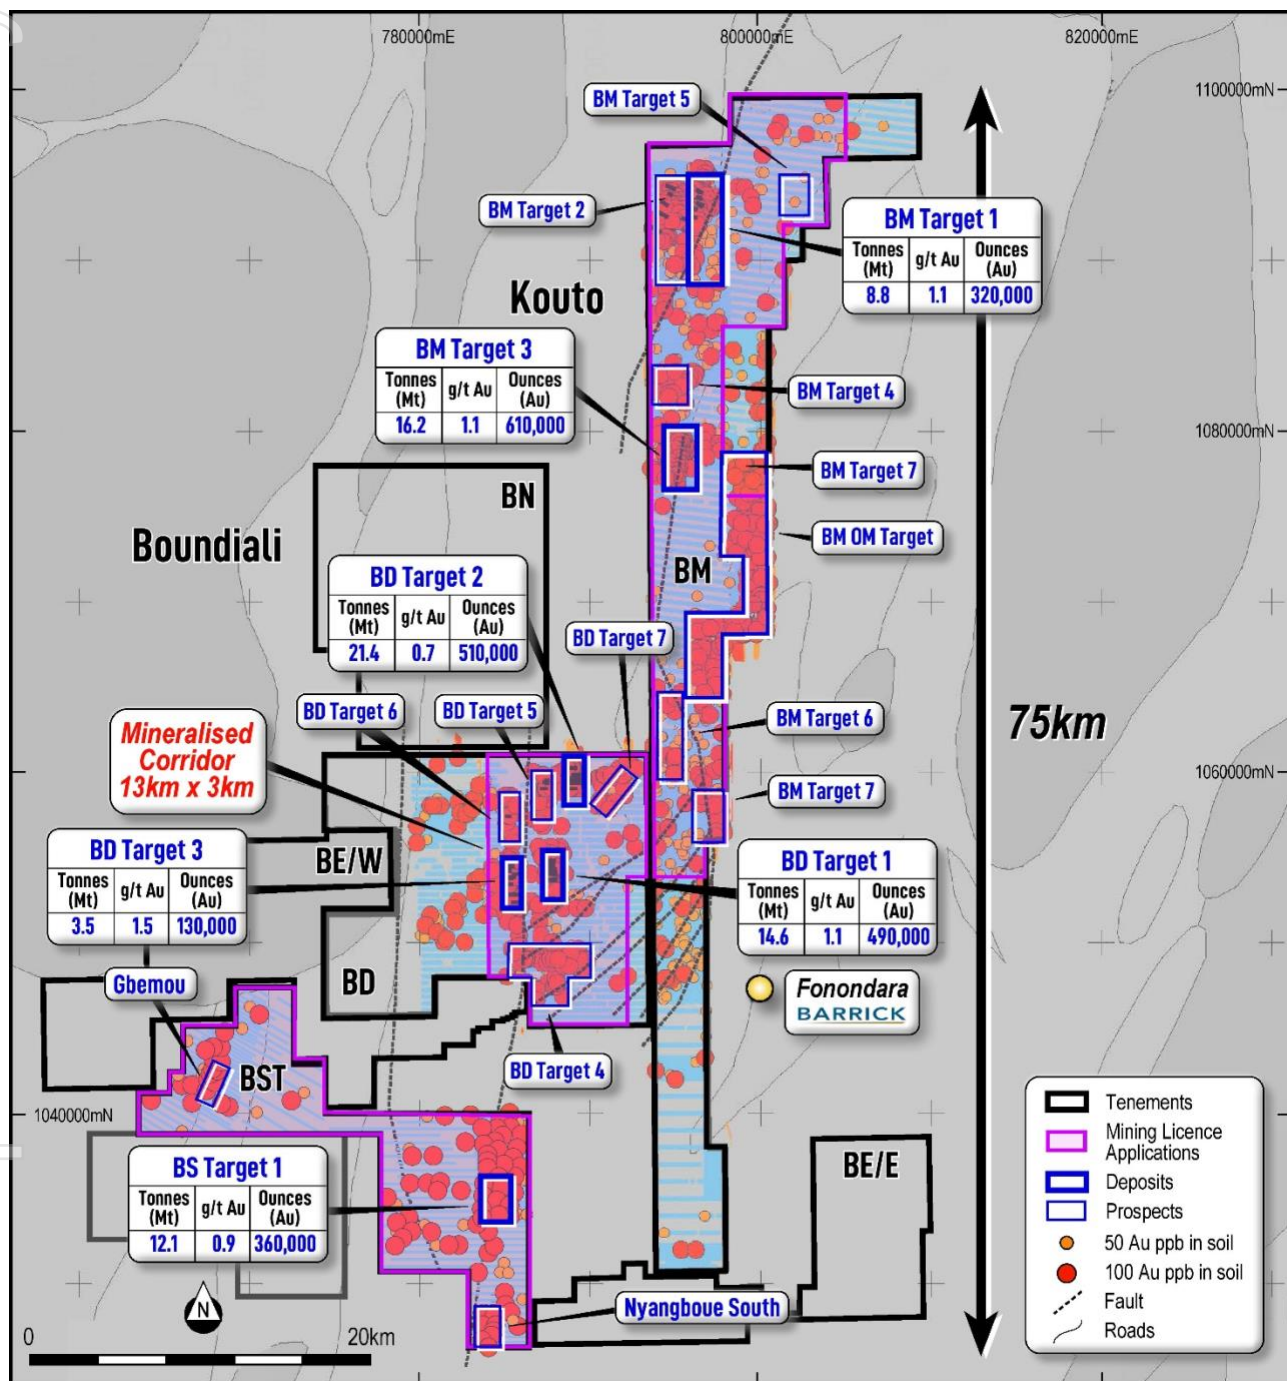 780000mE
800000mE
820000mE
1100000mN
BM Target 5
BM Target 2
BM Target 1
Tonnes (Mt) g/t Au Ounces (Au)
8.8 1.1 320,000
Kouto
BM Target 3
Tonnes (Mt) g/t Au Ounces (Au)
16.2 1.1 610,000
BM Target 4
1080000mN
BM Target 7
BN
Boundiali
BM OM Target
BM
BD Target 2
Tonnes (Mt) g/t Au Ounces (Au)
21.4 0.7 510,000
BD Target 7
BD Target 6
BD Target 5
BM Target 6
75km
Mineralised
Corridor
13km x 3km
1060000mN
BM Target 7
BD Target 3
Tonnes (Mt) g/t Au Ounces (Au)
3.5 1.5 130,000
BE/W
BD Target 1
Tonnes (Mt) g/t Au Ounces (Au)
14.6 1.1 490,000
Gbemou
BD
Fonondara
BARRICK
BST
BD Target 4
1040000mN
BS Target 1
Tonnes (Mt) g/t Au Ounces (Au)
12.1 0.9 360,000
BE/E
Nyangboue South
N
0 20km
Tenements
Mining Licence
Applications
Deposits
Prospects
50 Au ppb in soil
100 Au ppb in soil
Fault
Roads